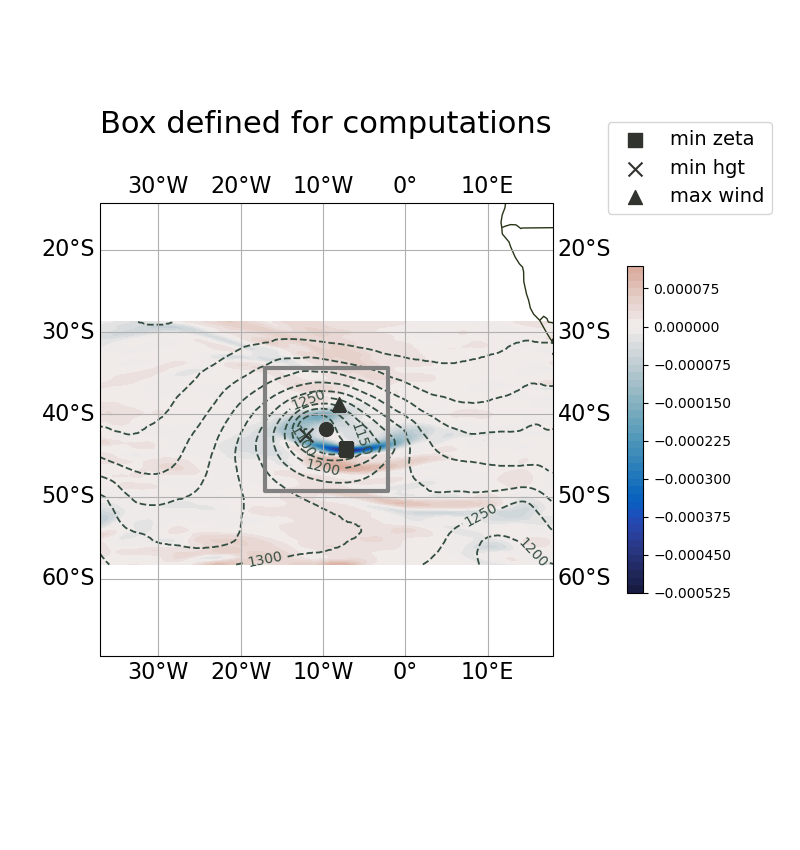 Box defined for computations
min zeta
min hgt
max wind
30°W 20°W 10°W 0° 10°E
20°S 20°S
30°S 30°S
40°S 40°S
50°S 50°S
60°S 60°S
1250
1200
1250
1200
1300
30°W 20°W 10°W 0° 10°E
0.000075
0.000000
−0.000075
−0.000150
−0.000225
−0.000300
−0.000375
−0.000450
−0.000525